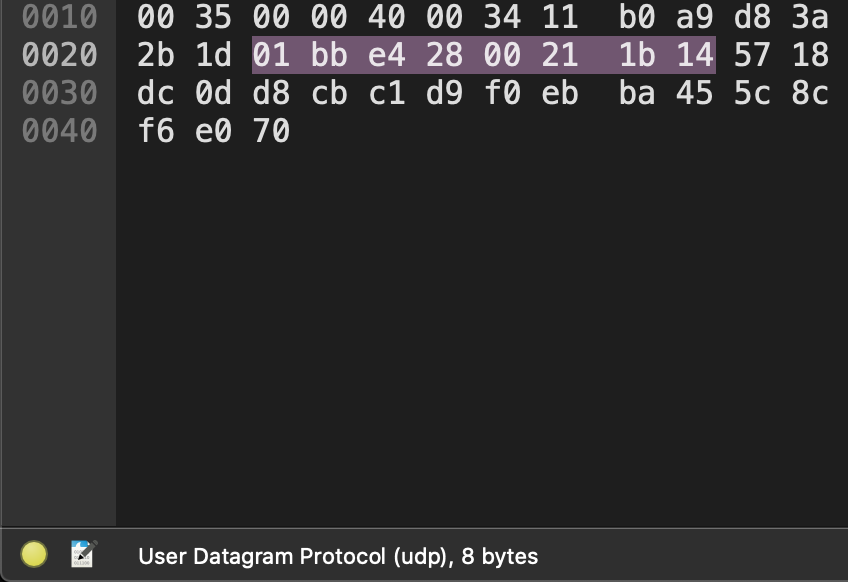 0010 00 35 00 00 40 00 34 11 b0 a9 d8 3a
0020 2b 1d 01 bb e4 28 00 21 1b 14 57 18
0030 dc 0d d8 cb c1 d9 f0 eb ba 45 5c 8c
0040 f6 e0 70
User Datagram Protocol (udp), 8 bytes